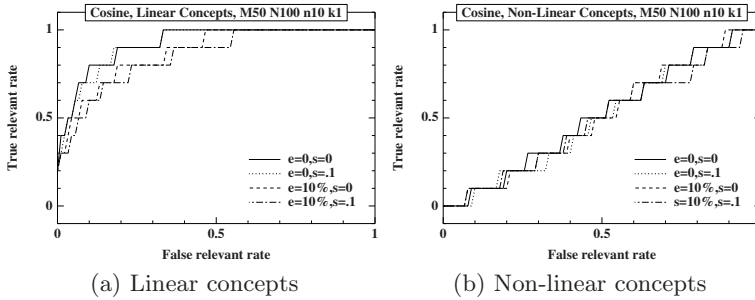 Cosine, Linear Concepts, M50 N100 n10 k1
1
0.5
0
True relevant rate
e=0,s=0
e=0,s=.1
e=10%,s=0
e=10%,s=.1
0
0.5
1
False relevant rate
(a) Linear concepts
Cosine, Non-Linear Concepts, M50 N100 n10 k1
1
0.5
0
True relevant rate
e=0,s=0
e=0,s=.1
e=10%,s=0
s=10%,s=.1
0
0.5
False relevant rate
(b) Non-linear concepts